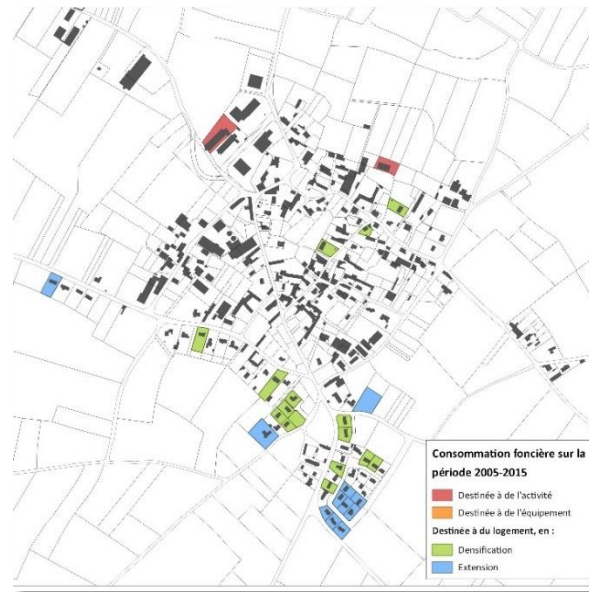 Consommation foncière sur la
période 2005-2015
Destinée à de l'activité
Destinée à de l'équipement
Destinée à du logement, en :
Densification
Extension